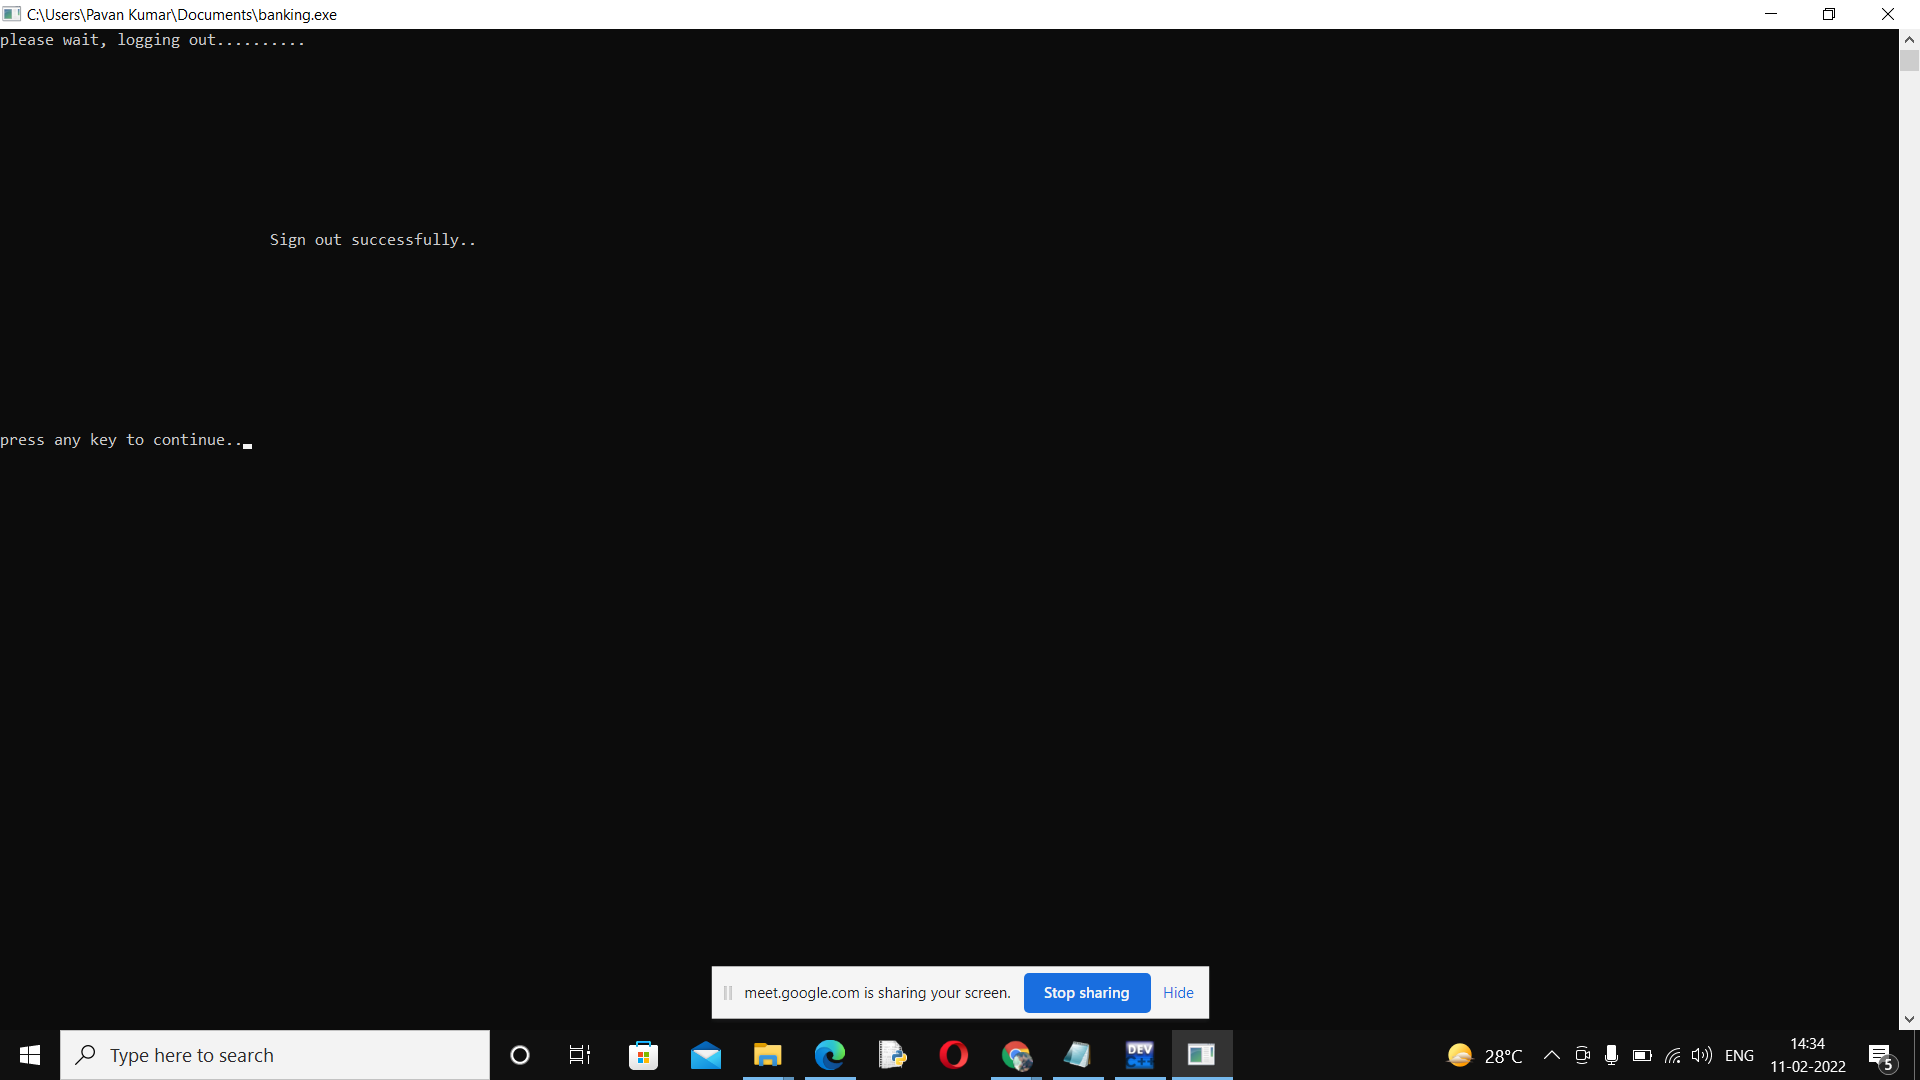 C:\Users\Pavan Kumar\Documents\banking.exe
please wait, logging out..........
Sign out successfully..
press any key to continue..
meet.google.com is sharing your screen. Stop sharing Hide
Type here to search
DEV
28°C
ENG
14:34
11-02-2022
5